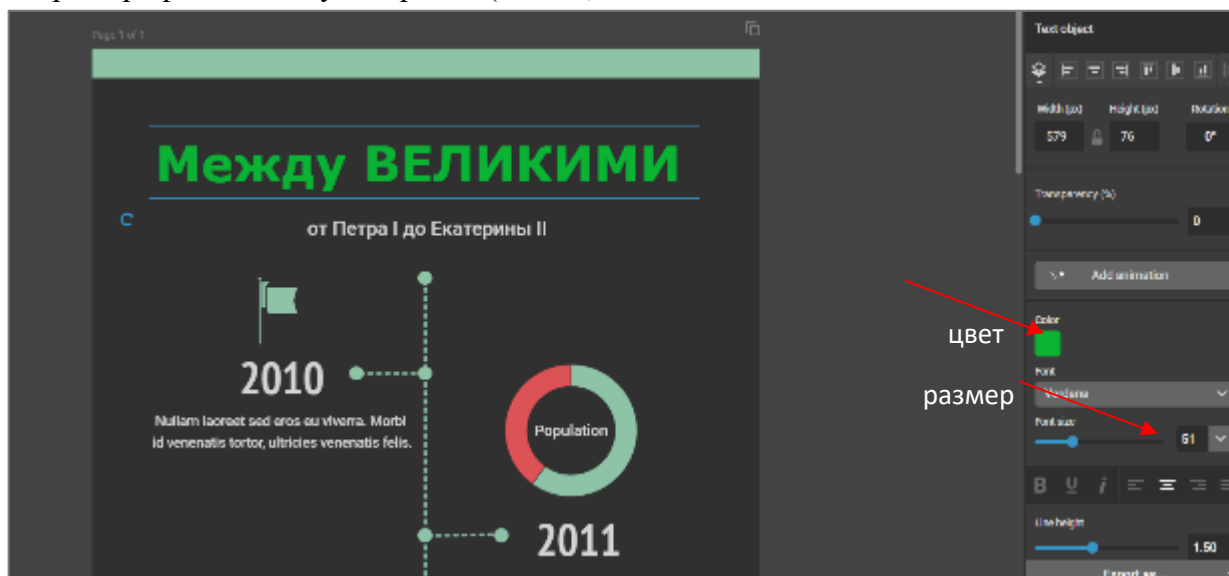 Page 1 of 1
Между ВЕЛИКИМИ
от Петра I до Екатерины II
2010
Nullam laoreet sed eros eu viverra. Morbi
id venenatis tortor, ultricies venenatis felis.
Population
2011
цвет
размер
Text object
Width (px) Height (px) Rotation
579 76 0°
Transparency (%)
0
Add animation
Color
Font
Verdana
Font size
51
B U i
Line height
1.50